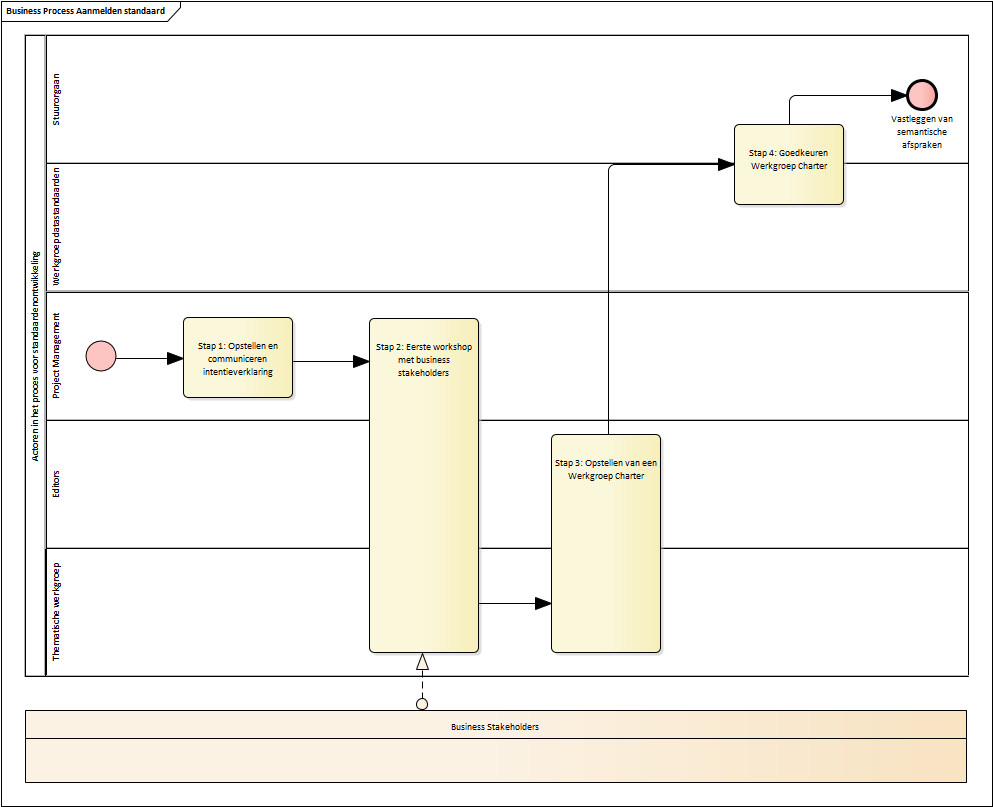 Business Process Aanmelden standaard
Actoren in het proces voor standaardenontwikkeling
Stuurorgaan
Vastleggen van
semantische
afspraken
Stap 4: Goedkeuren
Werkgroep Charter
Werkgroep datastandaarden
Project Management
Stap 1: Opstellen en
communiceren
intentieverklaring
Stap 2: Eerste workshop
met business
stakeholders
Editors
Stap 3: Opstellen van een
Werkgroep Charter
Thematische werkgroep
Business Stakeholders